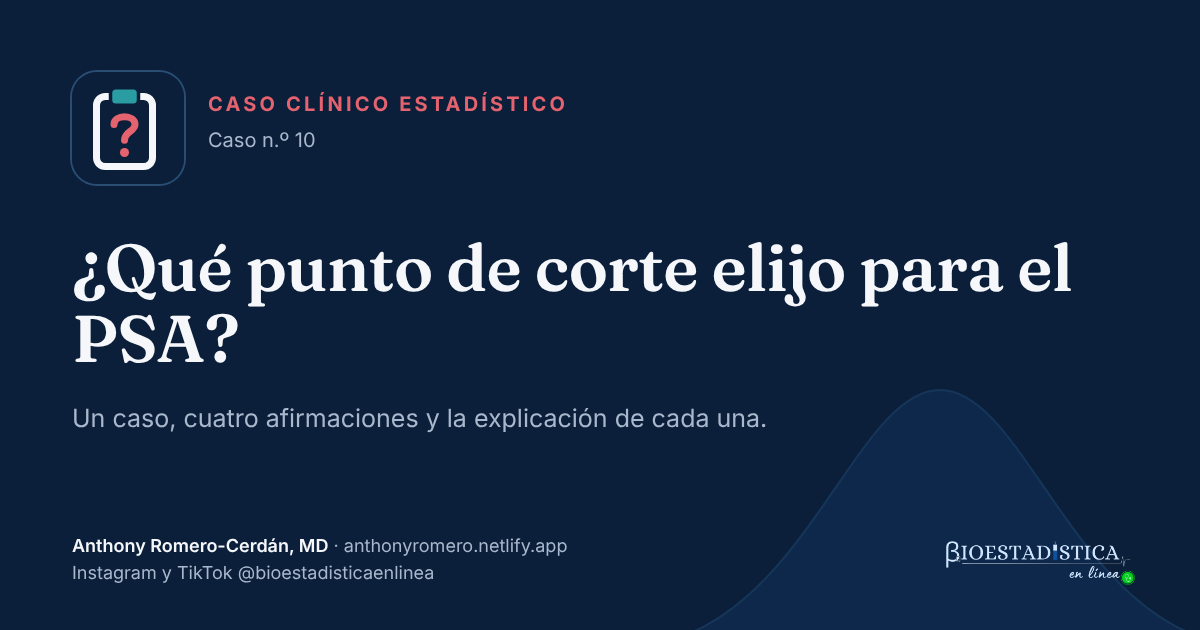 CASO CLÍNICO ESTADÍSTICO
Caso n.º 10
¿Qué punto de corte elijo para el
PSA?
Un caso, cuatro afirmaciones y la explicación de cada una.
Anthony Romero-Cerdán, MD · anthonyromero.netlify.app
Instagram y TikTok @bioestadisticaenlinea
βIOESTADÍSTICA
en línea